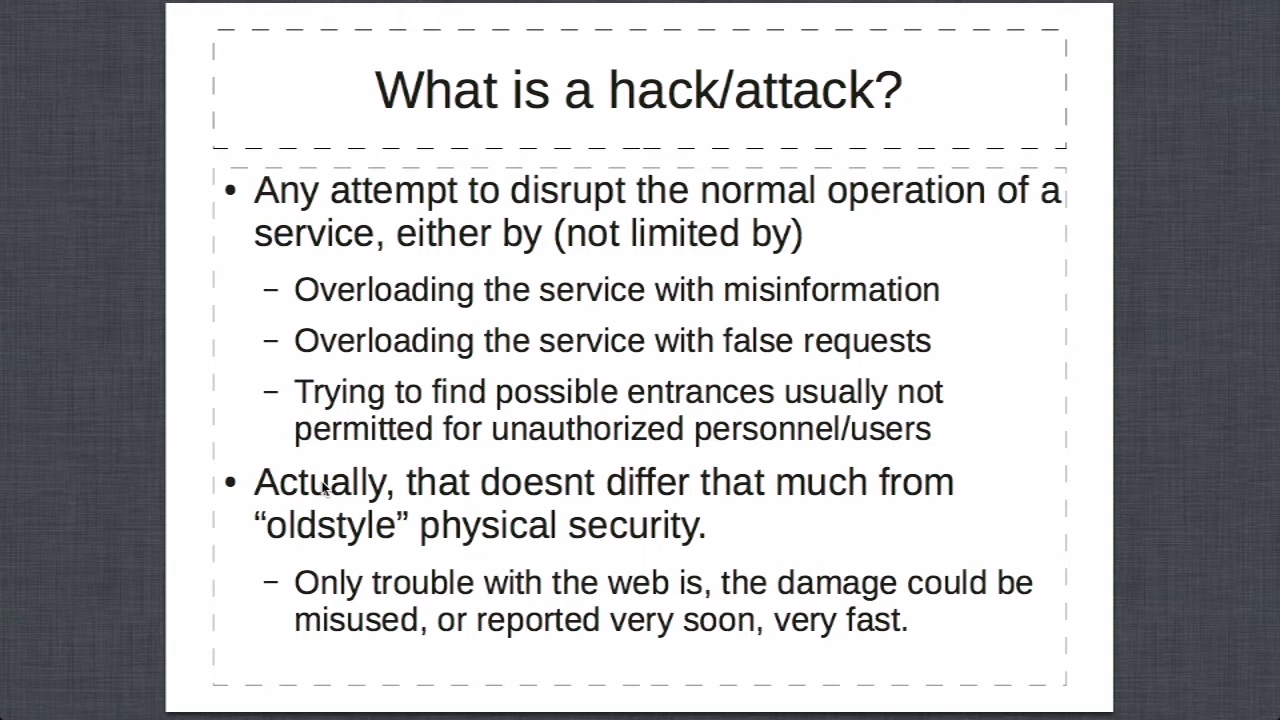 What is a hack/attack?
• Any attempt to disrupt the normal operation of a
service, either by (not limited by)
– Overloading the service with misinformation
– Overloading the service with false requests
– Trying to find possible entrances usually not
permitted for unauthorized personnel/users
• Actually, that doesnt differ that much from
“oldstyle” physical security.
– Only trouble with the web is, the damage could be
misused, or reported very soon, very fast.